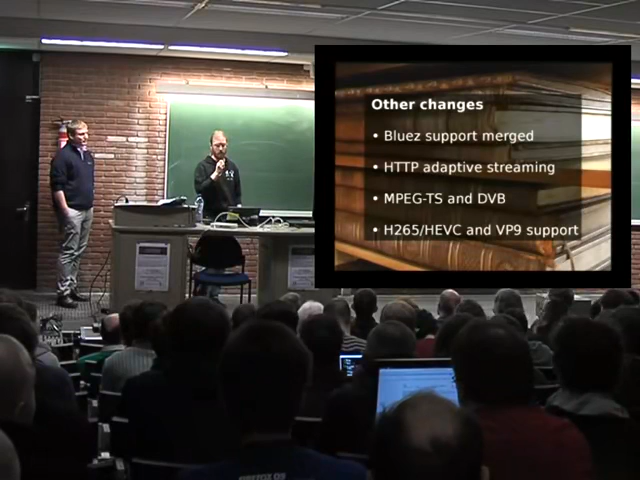 Other changes
• Bluez support merged
• HTTP adaptive streaming
• MPEG-TS and DVB
• H265/HEVC and VP9 support